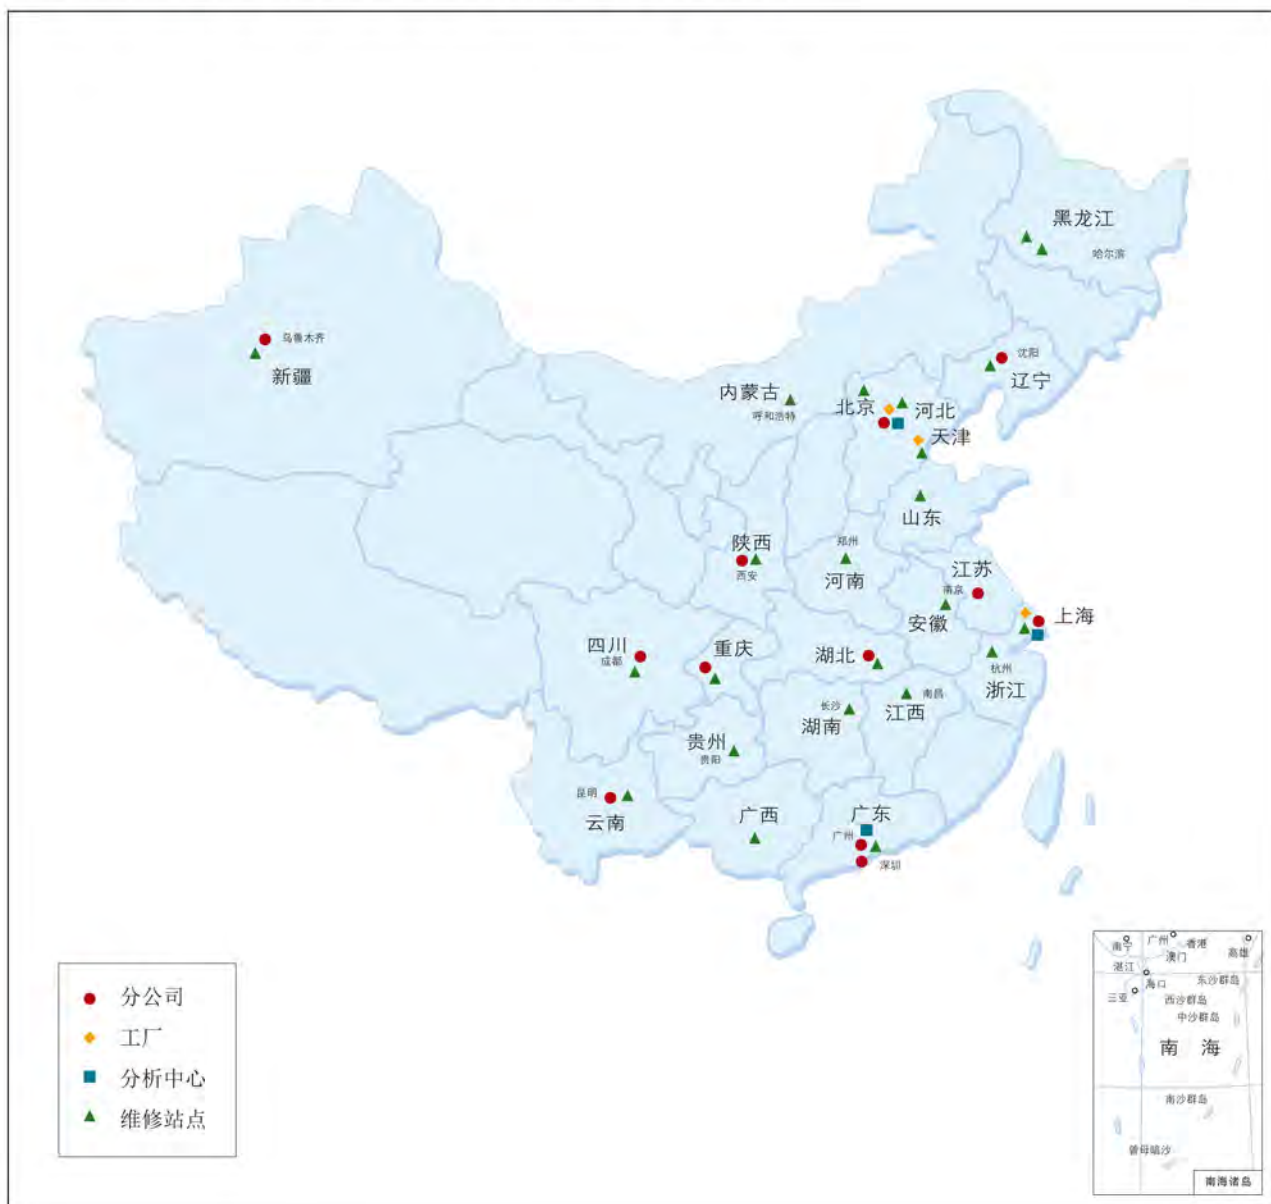 黑龙江
哈尔滨
乌鲁木齐
新疆
沈阳
辽宁
内蒙古
呼和浩特
北京
河北
天津
山东
陕西
西安
郑州
河南
江苏
南京
安徽
上海
四川
成都
重庆
湖北
杭州
浙江
长沙
湖南
南昌
江西
贵州
贵阳
昆明
云南
广西
广东
广州
深圳
分公司
工厂
分析中心
维修站点
南宁
广州
香港
澳门
高雄
湛江
海口
三亚
东沙群岛
西沙群岛
中沙群岛
南 海
南沙群岛
曾母暗沙
南海诸岛